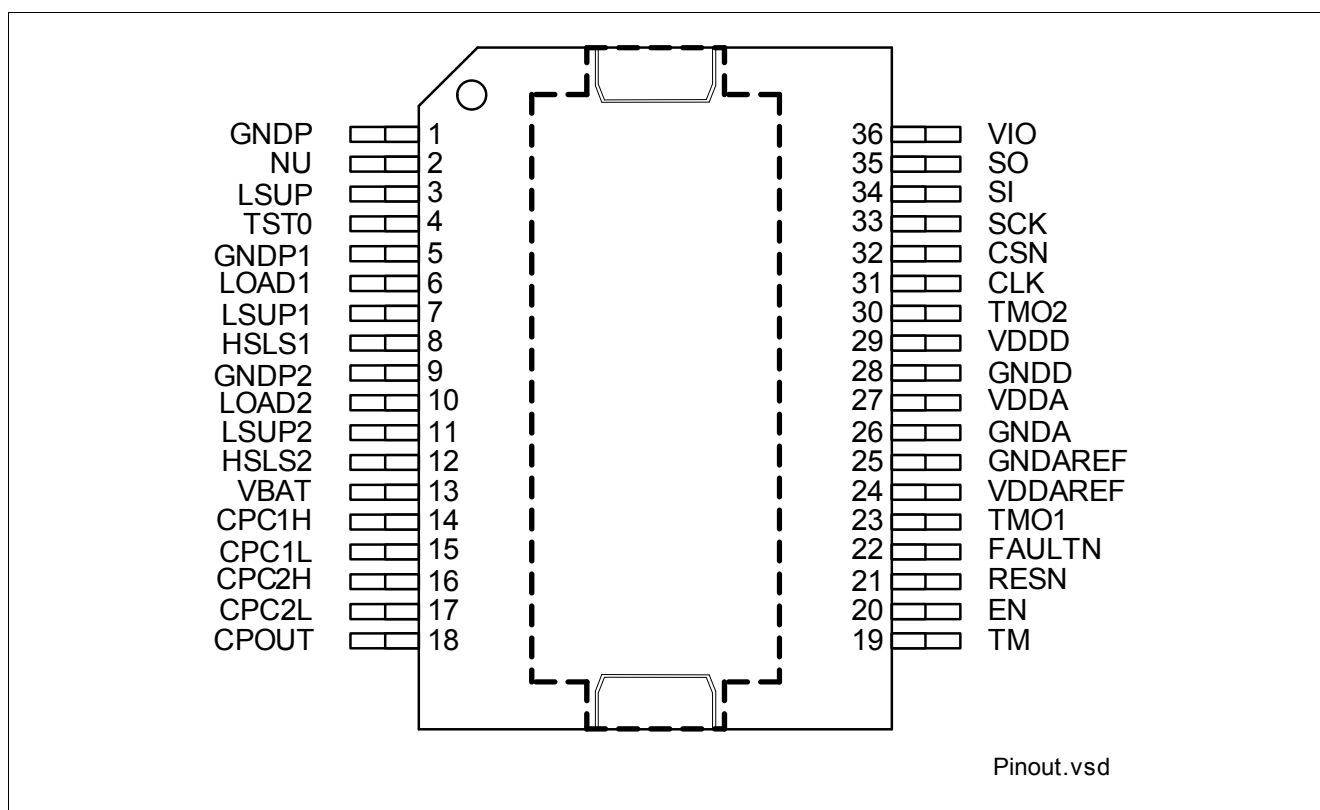 GNDP 1 36 VIO
NU 2 35 SO
LSUP 3 34 SI
TST0 4 33 SCK
GNDP1 5 32 CSN
LOAD1 6 31 CLK
LSUP1 7 30 TMO2
HSLS1 8 29 VDDD
GNDP2 9 28 GNDD
LOAD2 10 27 VDDA
LSUP2 11 26 GNDA
HSLS2 12 25 GNDAREF
VBAT 13 24 VDDAREF
CPC1H 14 23 TMO1
CPC1L 15 22 FAULTN
CPC2H 16 21 RESN
CPC2L 17 20 EN
CPOUT 18 19 TM
Pinout.vsd